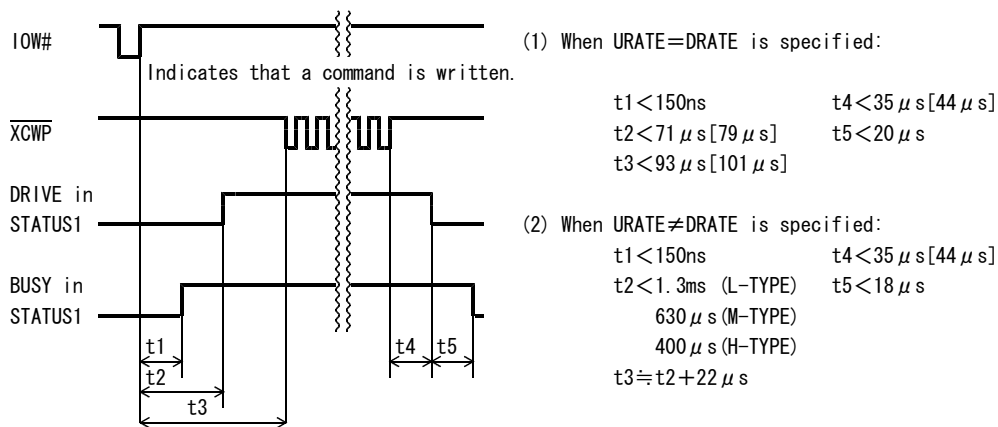 IOW#
Indicates that a command is written.
XCWP
DRIVE in
STATUS1
BUSY in
STATUS1
t1
t2
t3
t4
t5
(1) When URATE＝DRATE is specified:
t1＜150ns t4＜35μs[44μs]
t2＜71μs[79μs] t5＜20μs
t3＜93μs[101μs]
(2) When URATE≠DRATE is specified:
t1＜150ns t4＜35μs[44μs]
t2＜1.3ms (L-TYPE) t5＜18μs
630μs(M-TYPE)
400μs(H-TYPE)
t3≒t2＋22μs